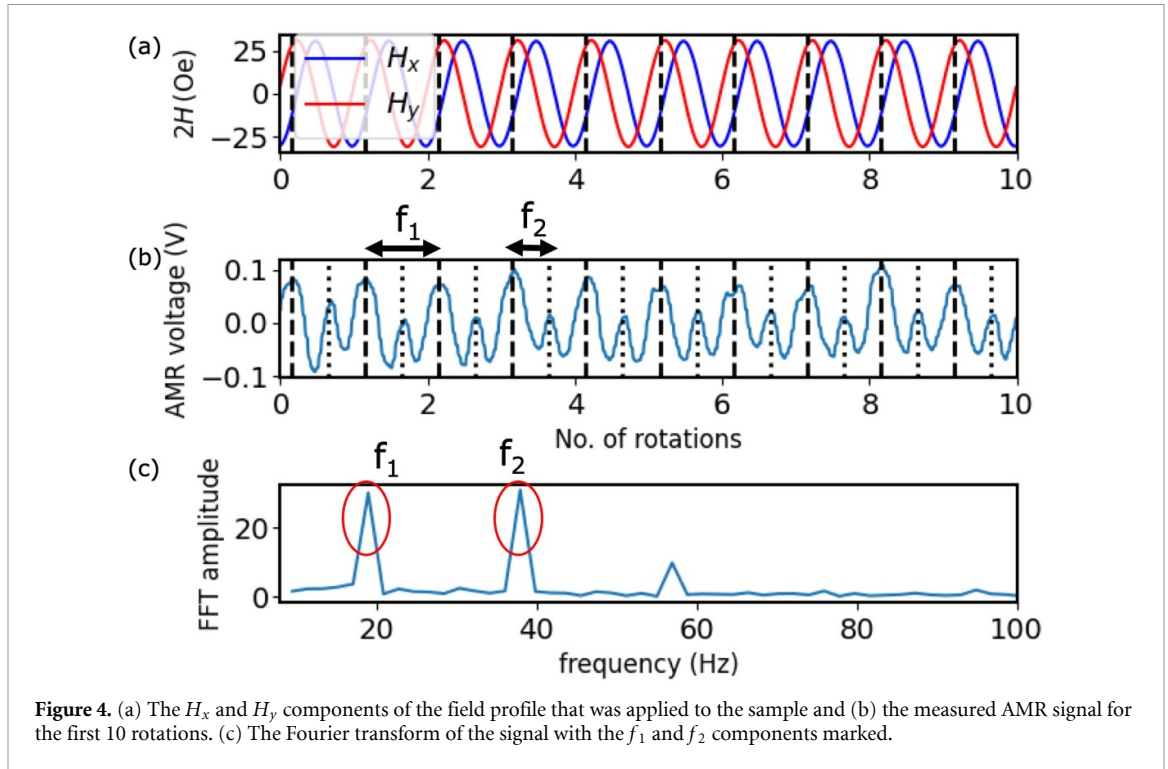 (a)
2H (Oe)
25
0
−25
Hx
Hy
0 2 4 6 8 10
f1 f2
(b)
AMR voltage (V)
0.1
0.0
−0.1
0 2 4 6 8 10
No. of rotations
(c)
f1 f2
FFT amplitude
20
0
20 40 60 80 100
frequency (Hz)
Figure 4. (a) The Hx and Hy components of the field profile that was applied to the sample and (b) the measured AMR signal for
the first 10 rotations. (c) The Fourier transform of the signal with the f1 and f2 components marked.